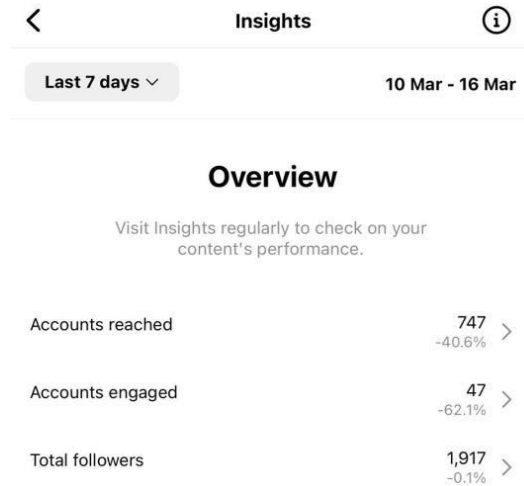 Insights
Last 7 days
10 Mar - 16 Mar
Overview
Visit Insights regularly to check on your
content's performance.
Accounts reached
747
-40.6%
Accounts engaged
47
-62.1%
Total followers
1,917
-0.1%